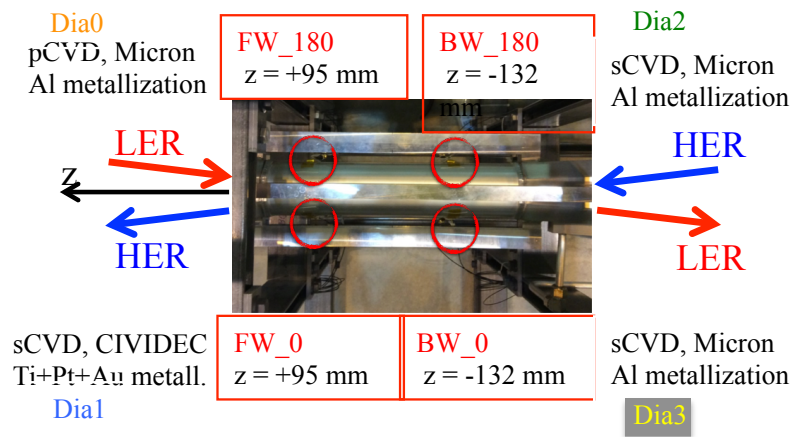 Dia0
pCVD, Micron
Al metallization
FW_180
z = +95 mm
BW_180
z = -132
mm
Dia2
sCVD, Micron
Al metallization
LER
z
HER
HER
LER
sCVD, CIVIDEC
Ti+Pt+Au metall.
Dia1
FW_0
z = +95 mm
BW_0
z = -132 mm
sCVD, Micron
Al metallization
Dia3